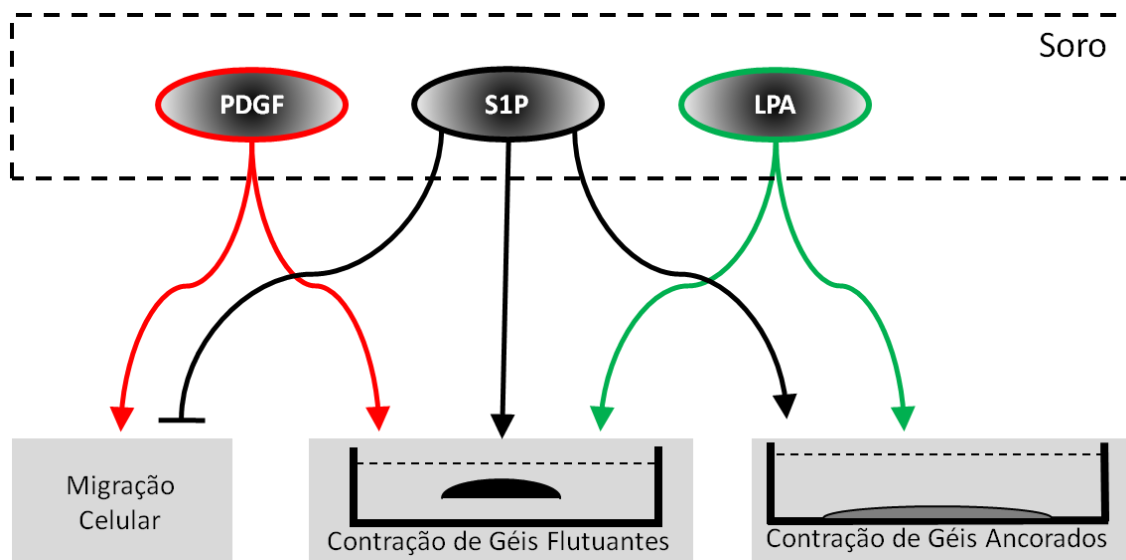 Soro
PDGF
S1P
LPA
Migração
Celular
Contração de Géis Flutuantes
Contração de Géis Ancorados